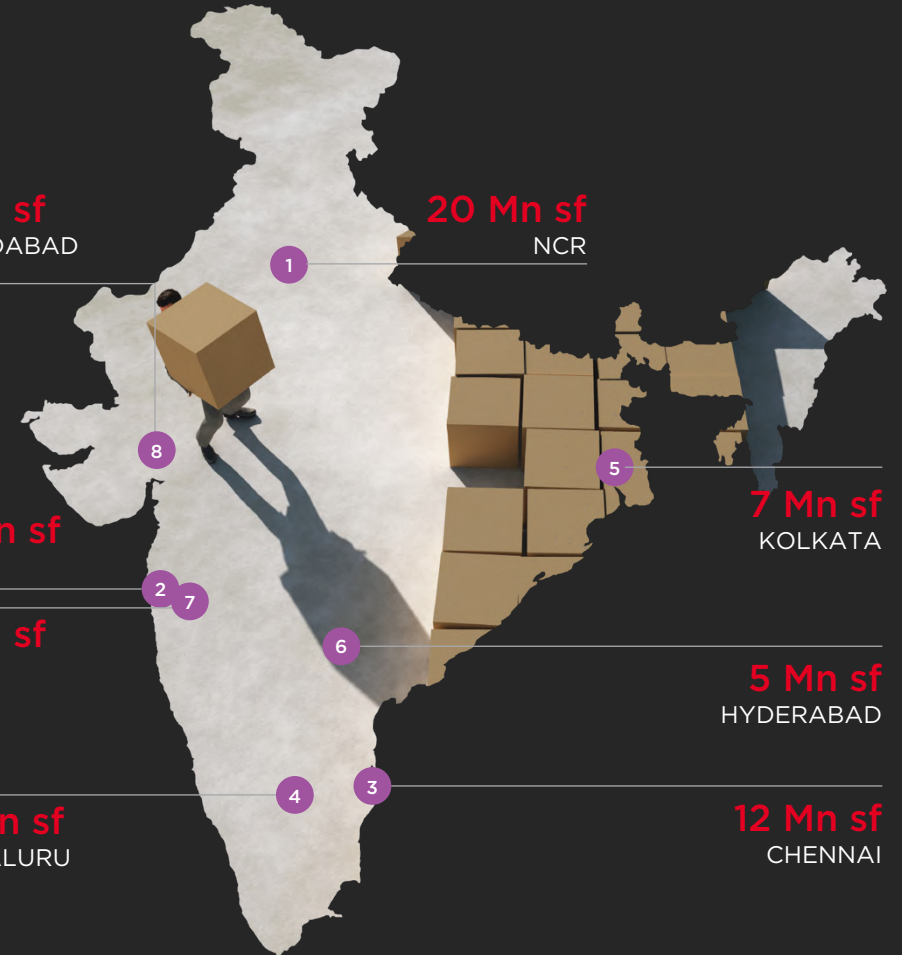 sf
DABAD
20 Mn sf
NCR
1
8
5
7 Mn sf
KOLKATA
n sf
2
7
sf
6
5 Mn sf
HYDERABAD
4
3
n sf
LURU
12 Mn sf
CHENNAI